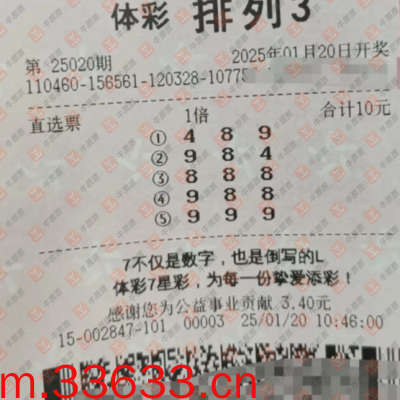 体彩 排列3
第 25020期 2025年01月20日开奖
110460-156561-120328-1077
直选票 1倍 合计10元
① 4 8 9
② 9 8 4
③ 8 8 8
④ 9 8 8
⑤ 9 9 9
7不仅是数字，也是倒写的L
体彩7星彩，为每一份挚爱添彩！
感谢您为公益事业贡献 3.40元
15-002847-101 00003 25/01/20 10:46:00
m.33633.cn